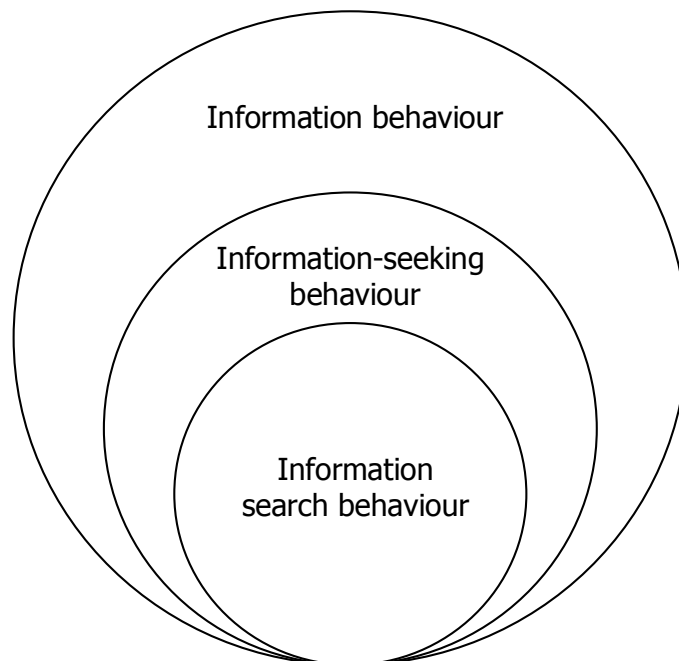 Information behaviour
Information-seeking
behaviour
Information
search behaviour